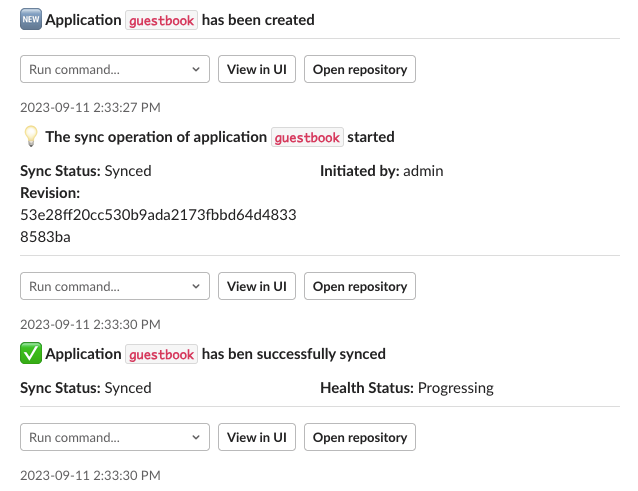 NEW Application guestbook has been created
Run command... View in UI Open repository
2023-09-11 2:33:27 PM
The sync operation of application guestbook started
Sync Status: Synced Initiated by: admin
Revision:
53e28ff20cc530b9ada2173fbbd64d4833
8583ba
Run command... View in UI Open repository
2023-09-11 2:33:30 PM
Application guestbook has ben successfully synced
Sync Status: Synced Health Status: Progressing
Run command... View in UI Open repository
2023-09-11 2:33:30 PM